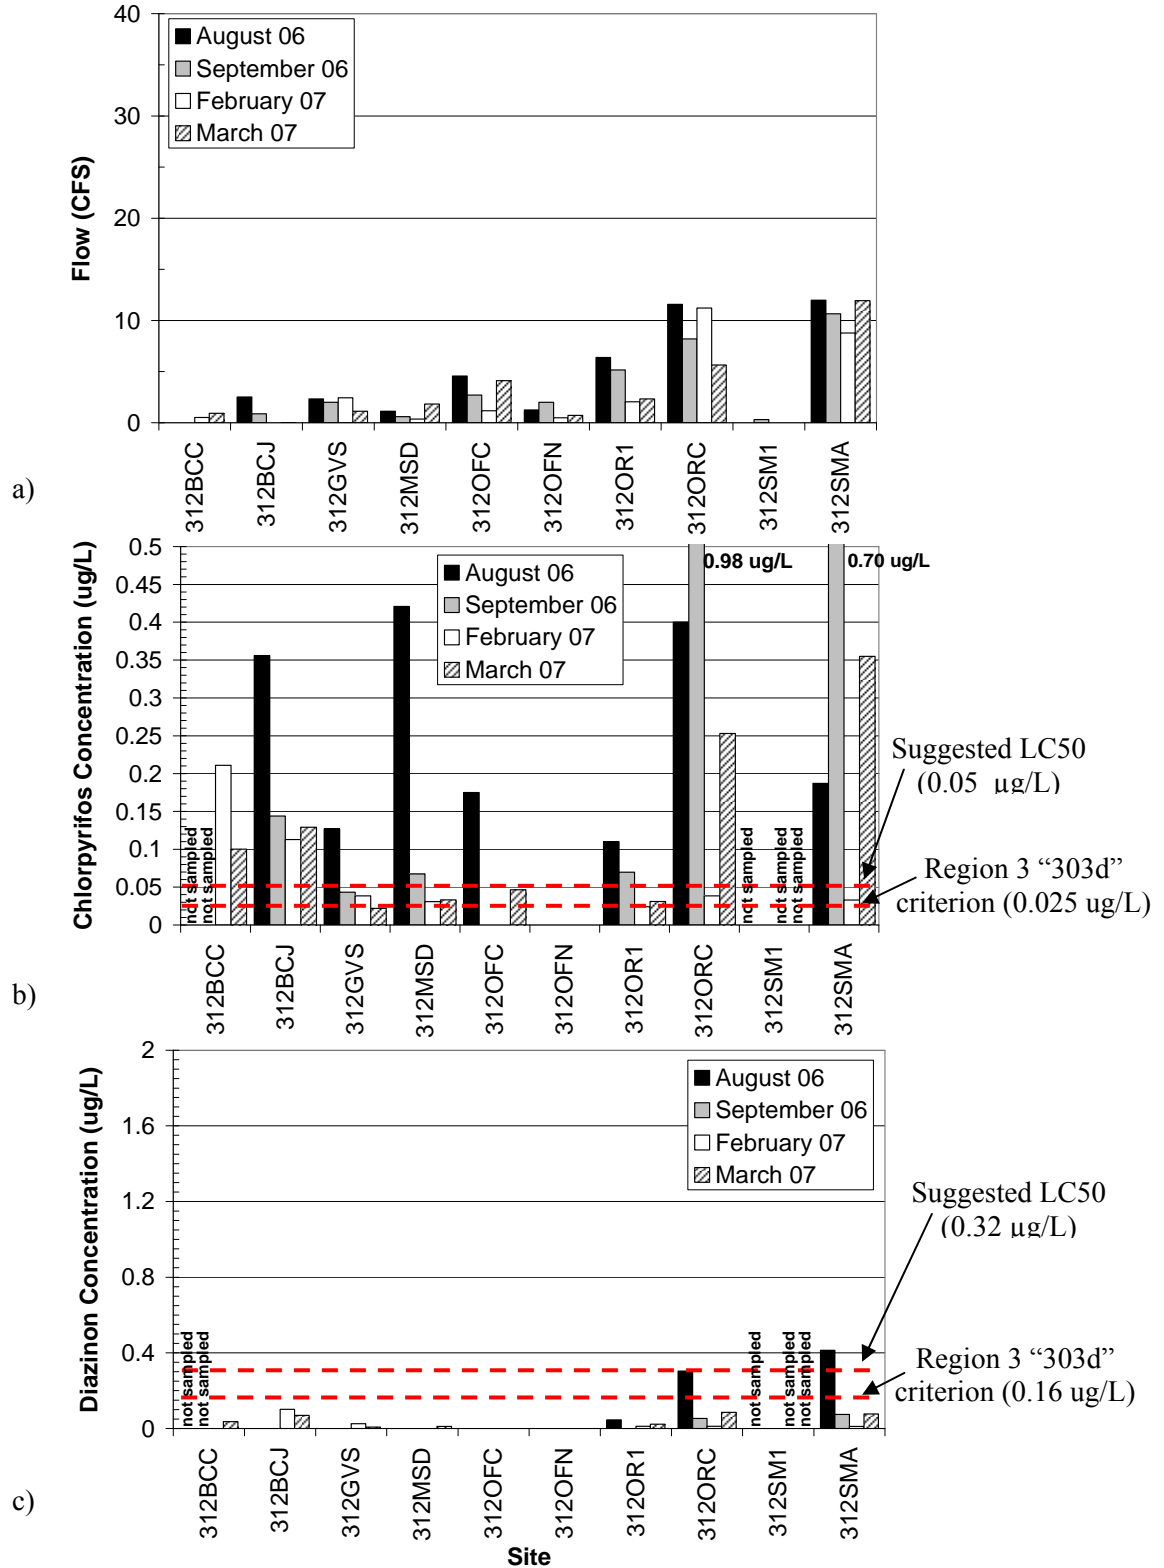 40
30
20
10
0
Flow (CFS)
August 06
September 06
February 07
March 07
312BCC
312BCJ
312GVS
312MSD
312OFC
312OFN
312OR1
312ORC
312SM1
312SMA
a)
0.5
0.45
0.4
0.35
0.3
0.25
0.2
0.15
0.1
0.05
0
Chlorpyrifos Concentration (ug/L)
August 06
September 06
February 07
March 07
0.98 ug/L
0.70 ug/L
not sampled
not sampled
not sampled
not sampled
not sampled
Suggested LC50
(0.05 µg/L)
Region 3 “303d”
criterion (0.025 ug/L)
312BCC
312BCJ
312GVS
312MSD
312OFC
312OFN
312OR1
312ORC
312SM1
312SMA
b)
2
1.6
1.2
0.8
0.4
0
Diazinon Concentration (ug/L)
August 06
September 06
February 07
March 07
not sampled
not sampled
not sampled
not sampled
not sampled
Suggested LC50
(0.32 µg/L)
Region 3 “303d”
criterion (0.16 ug/L)
312BCC
312BCJ
312GVS
312MSD
312OFC
312OFN
312OR1
312ORC
312SM1
312SMA
c)
Site